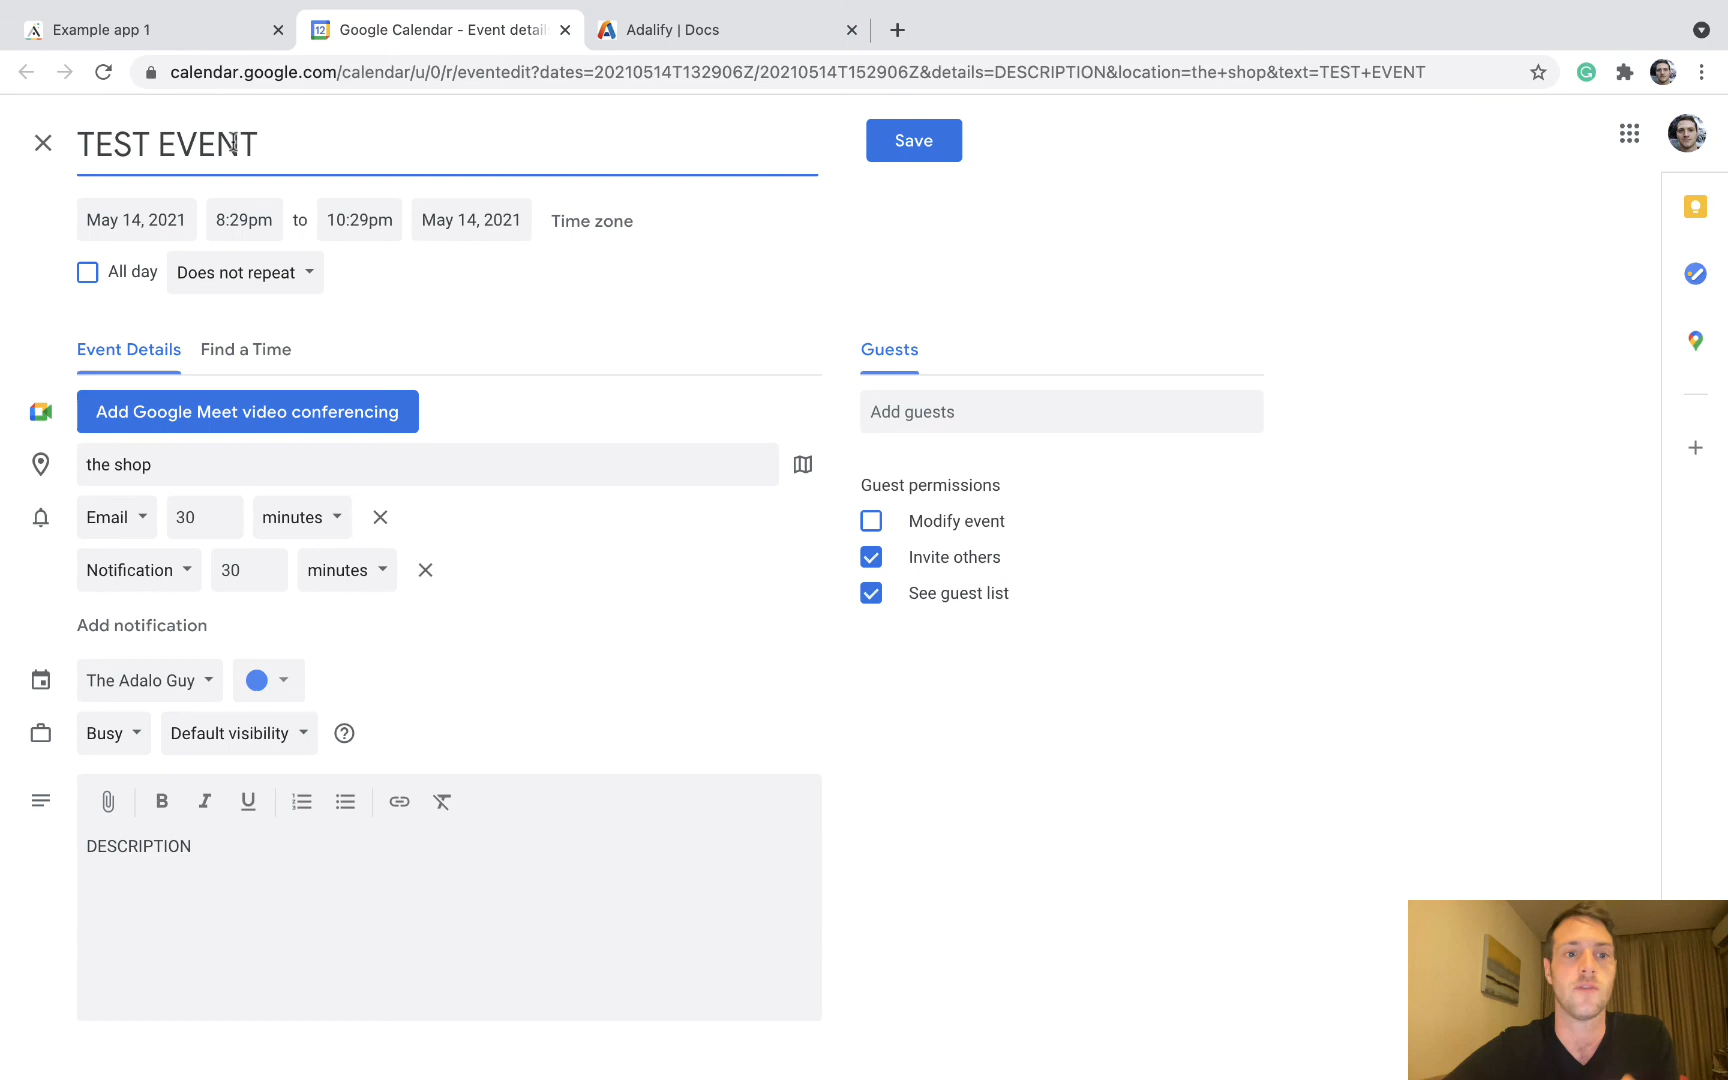 Example app 1
Google Calendar - Event detail
Adalify | Docs
calendar.google.com/calendar/u/0/r/eventedit?dates=20210514T132906Z/20210514T152906Z&details=DESCRIPTION&location=the+shop&text=TEST+EVENT
TEST EVENT
Save
May 14, 2021 8:29pm to 10:29pm May 14, 2021 Time zone
All day Does not repeat
Event Details Find a Time
Guests
Add Google Meet video conferencing
Add guests
the shop
Guest permissions
Email 30 minutes
Modify event
Invite others
Notification 30 minutes
See guest list
Add notification
The Adalo Guy
Busy Default visibility
B I U
DESCRIPTION